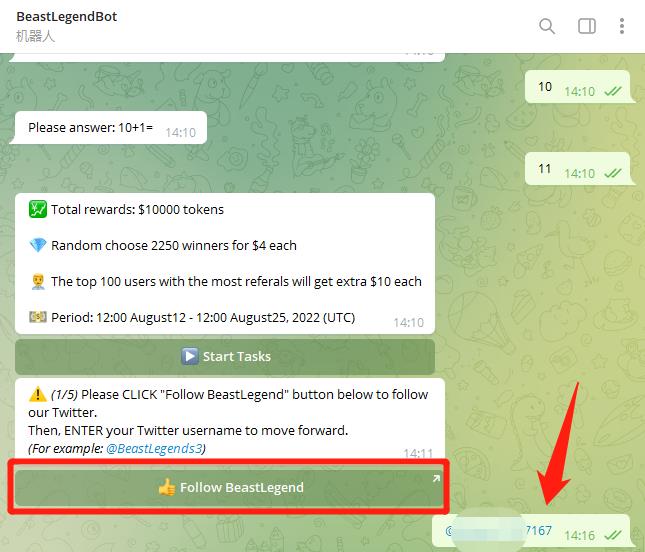 BeastLegendBot
机器人
10
14:10
Please answer: 10+1=
14:10
11
14:10
Total rewards: $10000 tokens
Random choose 2250 winners for $4 each
The top 100 users with the most referrals will get extra $10 each
Period: 12:00 August12 - 12:00 August25, 2022 (UTC)
14:10
Start Tasks
(1/5) Please CLICK "Follow BeastLegend" button below to follow
our Twitter.
Then, ENTER your Twitter username to move forward.
(For example: @BeastLegends3)
14:11
Follow BeastLegend
7167
14:16